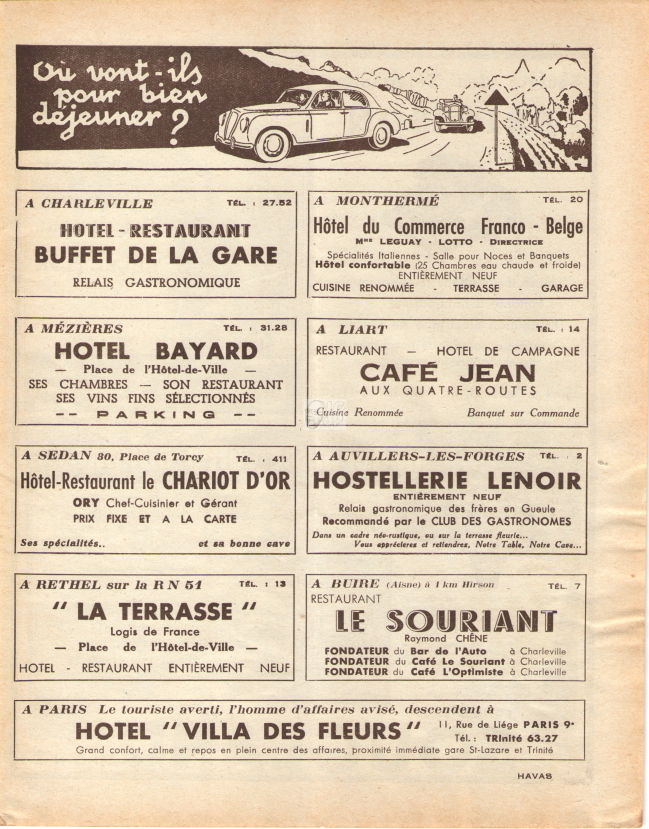 Où vont-ils
pour bien
déjeuner ?
A CHARLEVILLE TÉL. : 27.52
HOTEL - RESTAURANT
BUFFET DE LA GARE
RELAIS GASTRONOMIQUE
A MONTHERMÉ TÉL. 20
Hôtel du Commerce Franco - Belge
Mme LEGUAY - LOTTO - DIRECTRICE
Spécialités Italiennes - Salle pour Noces et Banquets
Hôtel confortable (25 Chambres eau chaude et froide)
ENTIÈREMENT NEUF
CUISINE RENOMMÉE - TERRASSE - GARAGE
A MÉZIÈRES TÉL. : 31.28
HOTEL BAYARD
— Place de l'Hôtel-de-Ville —
SES CHAMBRES — SON RESTAURANT
SES VINS FINS SÉLECTIONNÉS
-- PARKING --
A LIART TÉL. : 14
RESTAURANT — HOTEL DE CAMPAGNE
CAFÉ JEAN
AUX QUATRE-ROUTES
Cuisine Renommée Banquet sur Commande
A SEDAN 30, Place de Torcy TÉL. : 411
Hôtel-Restaurant le CHARIOT D'OR
ORY Chef-Cuisinier et Gérant
PRIX FIXE ET A LA CARTE
Ses spécialités.. et sa bonne cave
A AUVILLERS-LES-FORGES TÉL. : 2
HOSTELLERIE LENOIR
ENTIÈREMENT NEUF
Relais gastronomique des frères en Gueule
Recommandé par le CLUB DES GASTRONOMES
Dans un cadre néo-rustique, ou sur la terrasse fleurie...
Vous apprécierez et retiendrez, Notre Table, Notre Cave...
A RETHEL sur la R N 51 TÉL. : 13
" LA TERRASSE "
Logis de France
— Place de l'Hôtel-de-Ville —
HOTEL - RESTAURANT ENTIÈREMENT NEUF
A BUIRE (Aisne) à 1 km Hirson TÉL. 7
RESTAURANT
LE SOURIANT
Raymond CHÊNE
FONDATEUR du Bar de l'Auto à Charleville
FONDATEUR du Café Le Souriant à Charleville
FONDATEUR du Café L'Optimiste à Charleville
A PARIS Le touriste averti, l'homme d'affaires avisé, descendent à
HOTEL " VILLA DES FLEURS "
11, Rue de Liége PARIS 9e
Tél. : TRInité 63.27
Grand confort, calme et repos en plein centre des affaires, proximité immédiate gare St-Lazare et Trinité
HAVAS